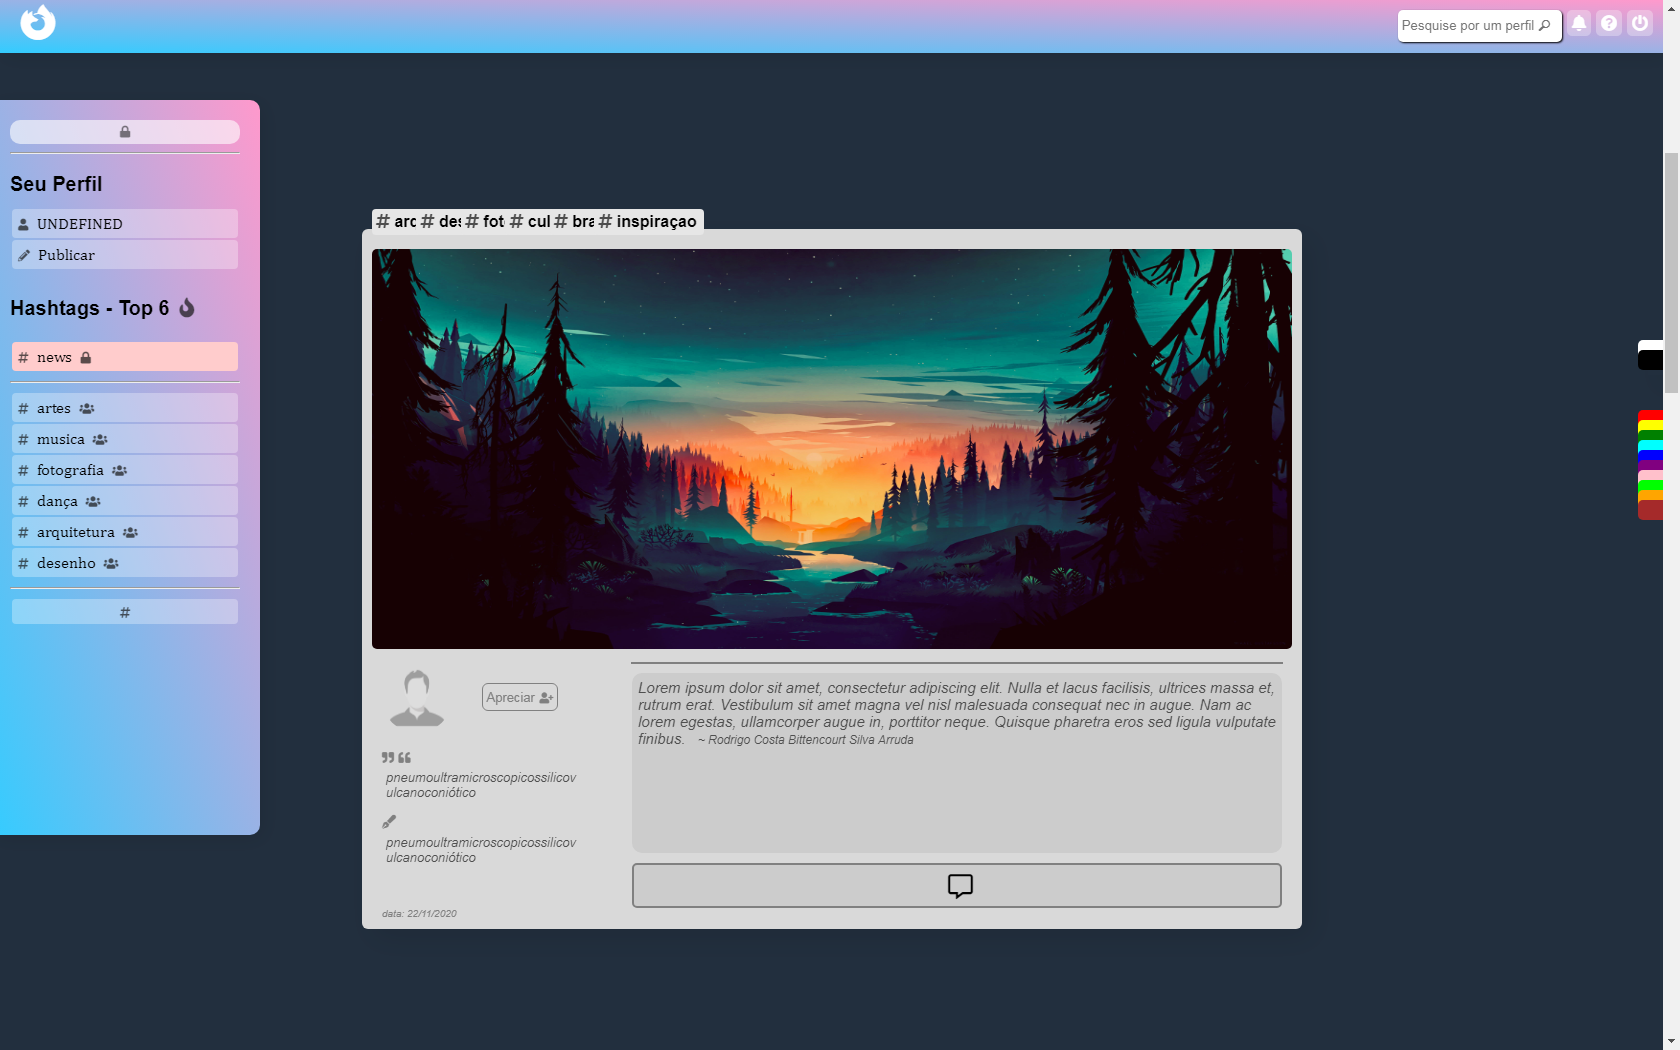 Pesquise por um perfil
Seu Perfil
UNDEFINED
Publicar
Hashtags - Top 6
# news
# artes
# musica
# fotografia
# dança
# arquitetura
# desenho
#
# arc # des # fot # cul # bra # inspiraçao
Apreciar
pneumoultramicroscopicossilicov
ulcanoconiótico
pneumoultramicroscopicossilicov
ulcanoconiótico
data: 22/11/2020
Lorem ipsum dolor sit amet, consectetur adipiscing elit. Nulla et lacus facilisis, ultrices massa et,
rutrum erat. Vestibulum sit amet magna vel nisl malesuada consequat nec in augue. Nam ac
lorem egestas, ullamcorper augue in, porttitor neque. Quisque pharetra eros sed ligula vulputate
finibus. ~ Rodrigo Costa Bittencourt Silva Arruda